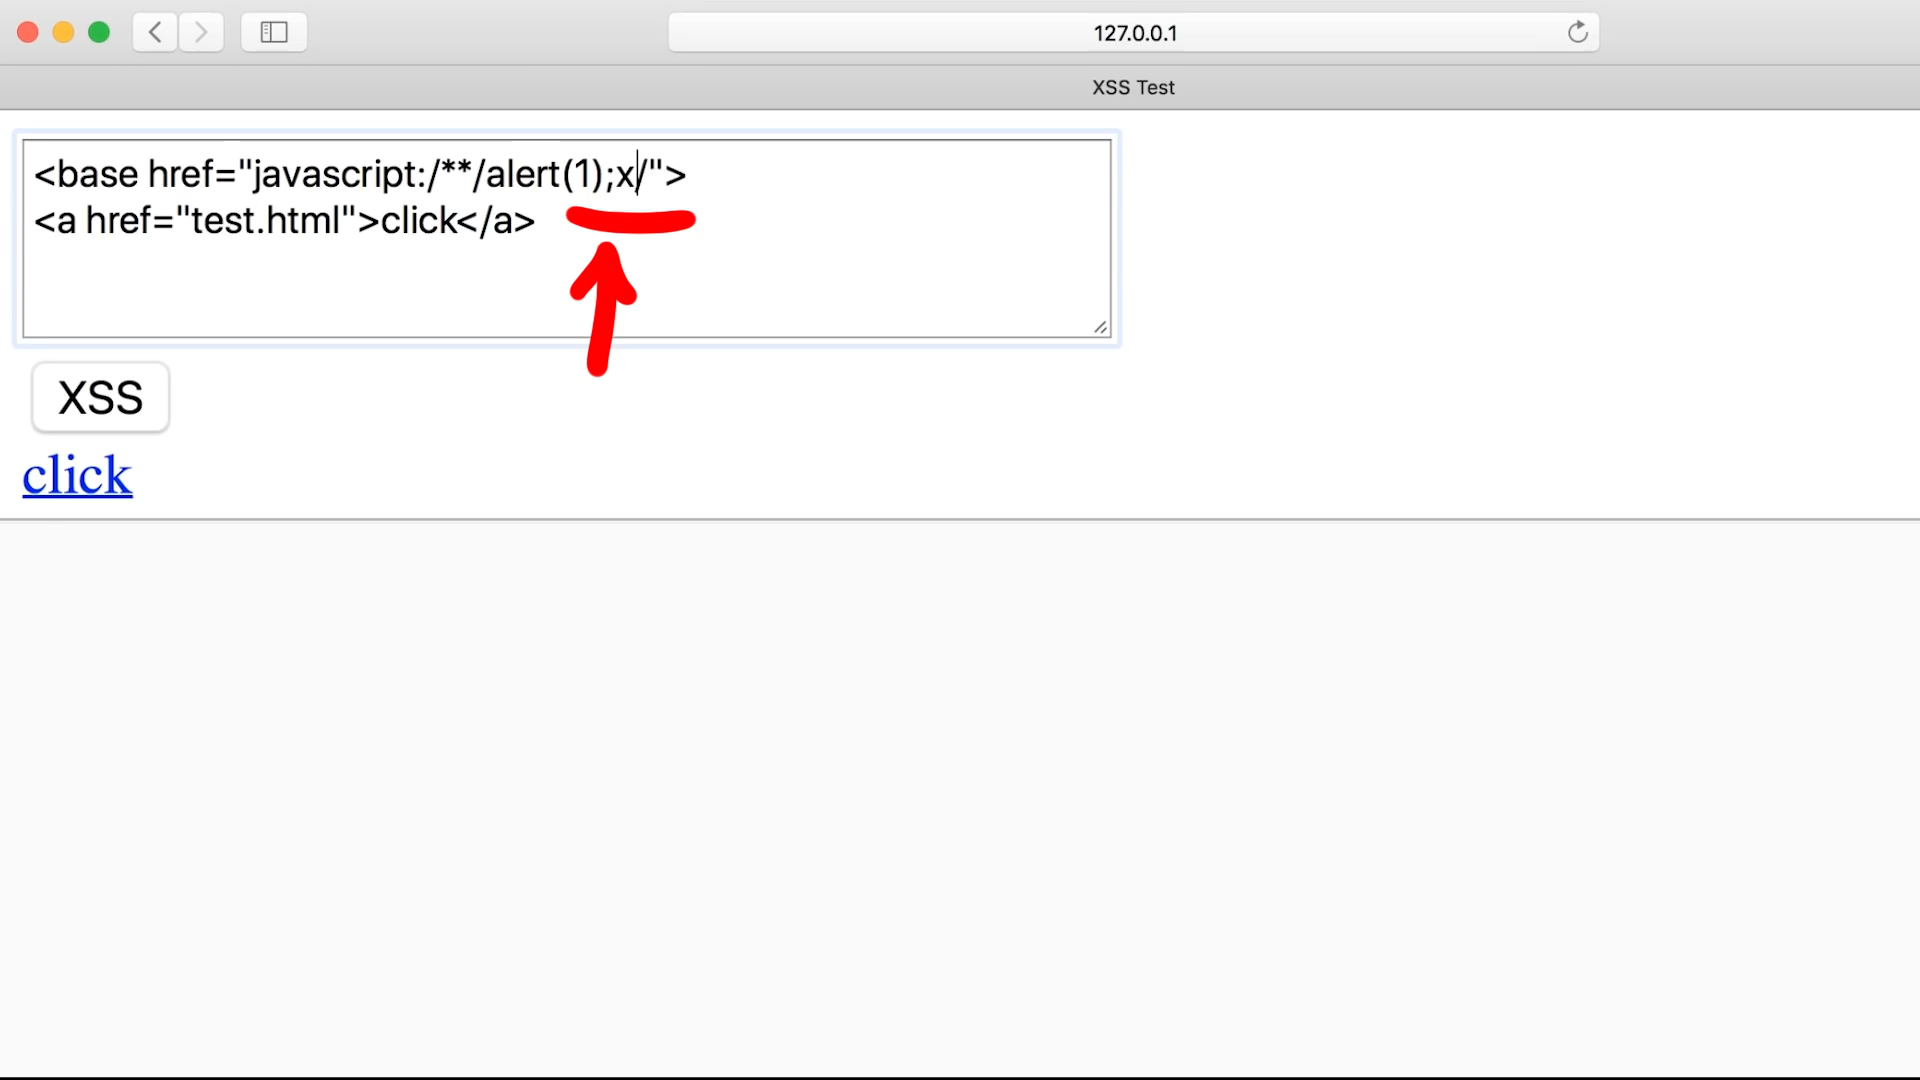 127.0.0.1
XSS Test
<base href="javascript:/**/alert(1);x/">
<a href="test.html">click</a>
XSS
click